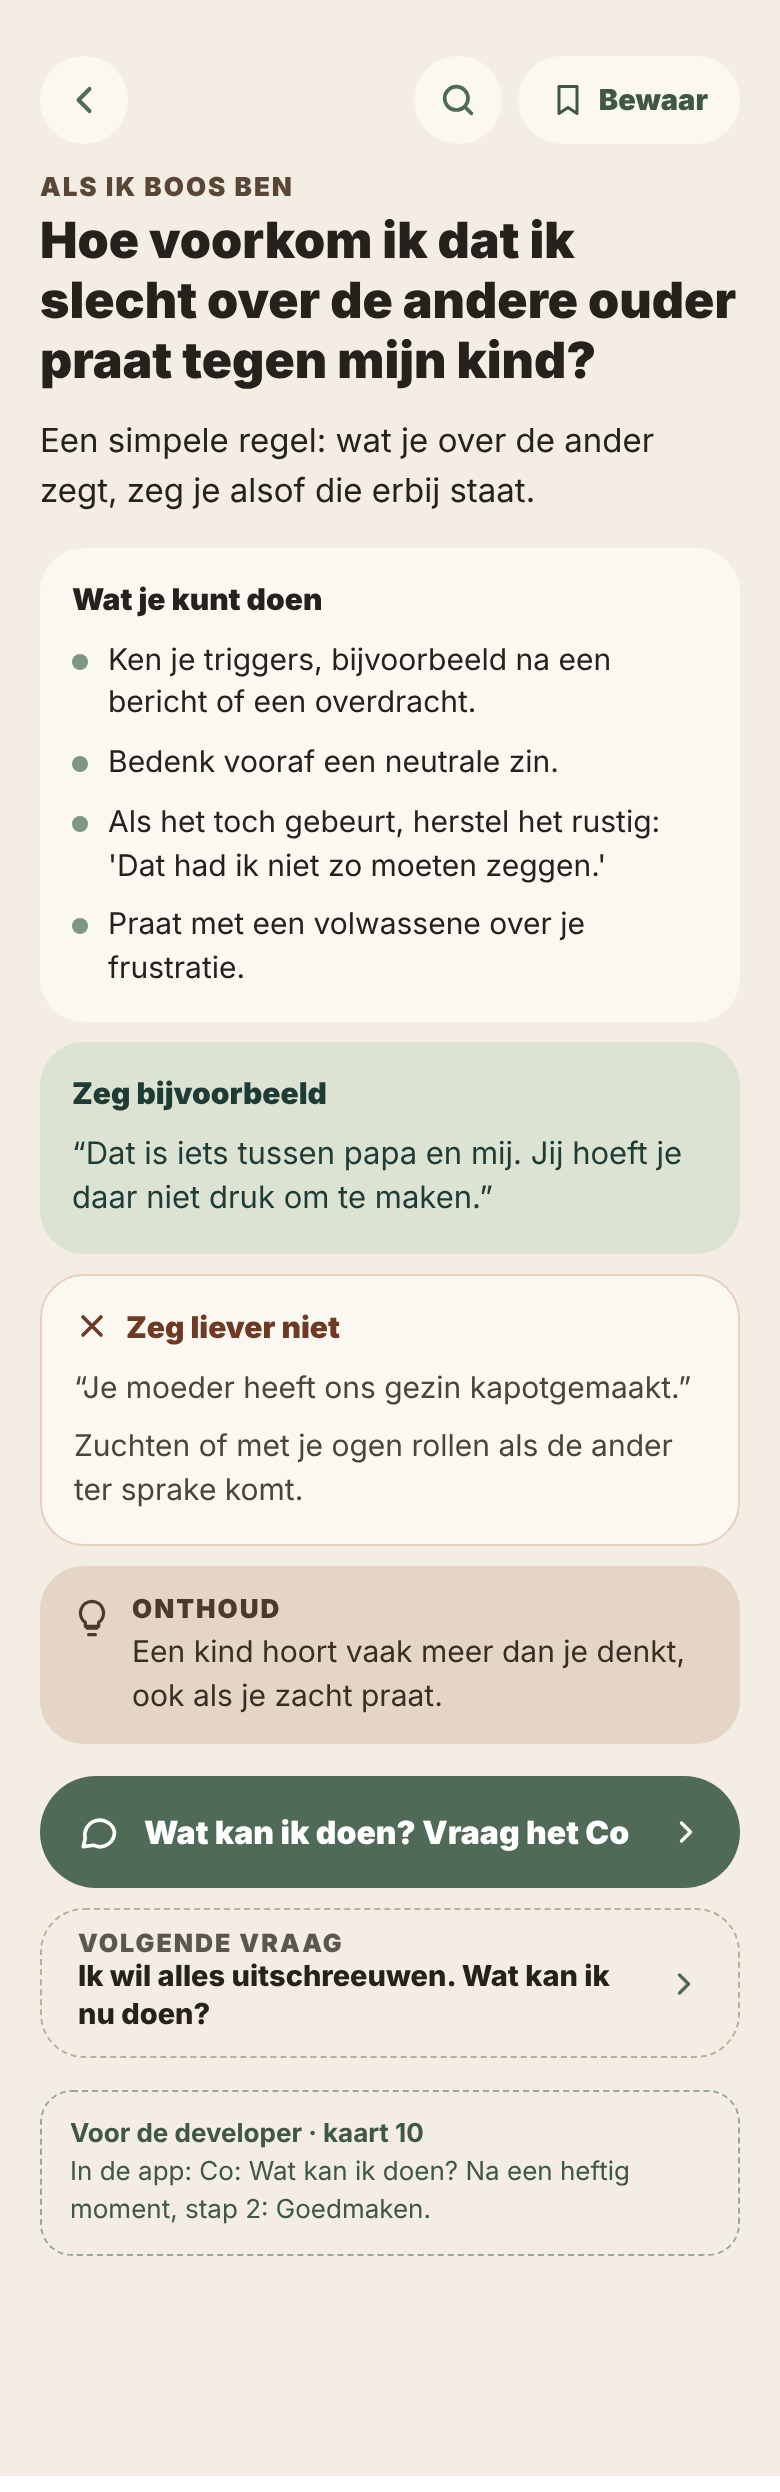 Bewaar
ALS IK BOOS BEN
Hoe voorkom ik dat ik
slecht over de andere ouder
praat tegen mijn kind?
Een simpele regel: wat je over de ander
zegt, zeg je alsof die erbij staat.
Wat je kunt doen
Ken je triggers, bijvoorbeeld na een
bericht of een overdracht.
Bedenk vooraf een neutrale zin.
Als het toch gebeurt, herstel het rustig:
'Dat had ik niet zo moeten zeggen.'
Praat met een volwassene over je
frustratie.
Zeg bijvoorbeeld
“Dat is iets tussen papa en mij. Jij hoeft je
daar niet druk om te maken.”
Zeg liever niet
“Je moeder heeft ons gezin kapotgemaakt.”
Zuchten of met je ogen rollen als de ander
ter sprake komt.
ONTHOUD
Een kind hoort vaak meer dan je denkt,
ook als je zacht praat.
Wat kan ik doen? Vraag het Co
VOLGENDE VRAAG
Ik wil alles uitschreeuwen. Wat kan ik
nu doen?
Voor de developer · kaart 10
In de app: Co: Wat kan ik doen? Na een heftig
moment, stap 2: Goedmaken.